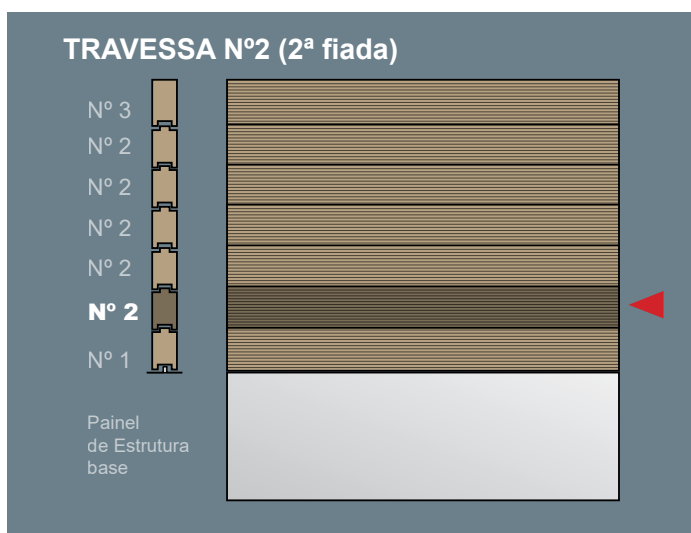 TRAVESSA Nº2 (2ª fiada)
Nº 3
Nº 2
Nº 2
Nº 2
Nº 2
Nº 2
Nº 1
Painel
de Estrutura
base